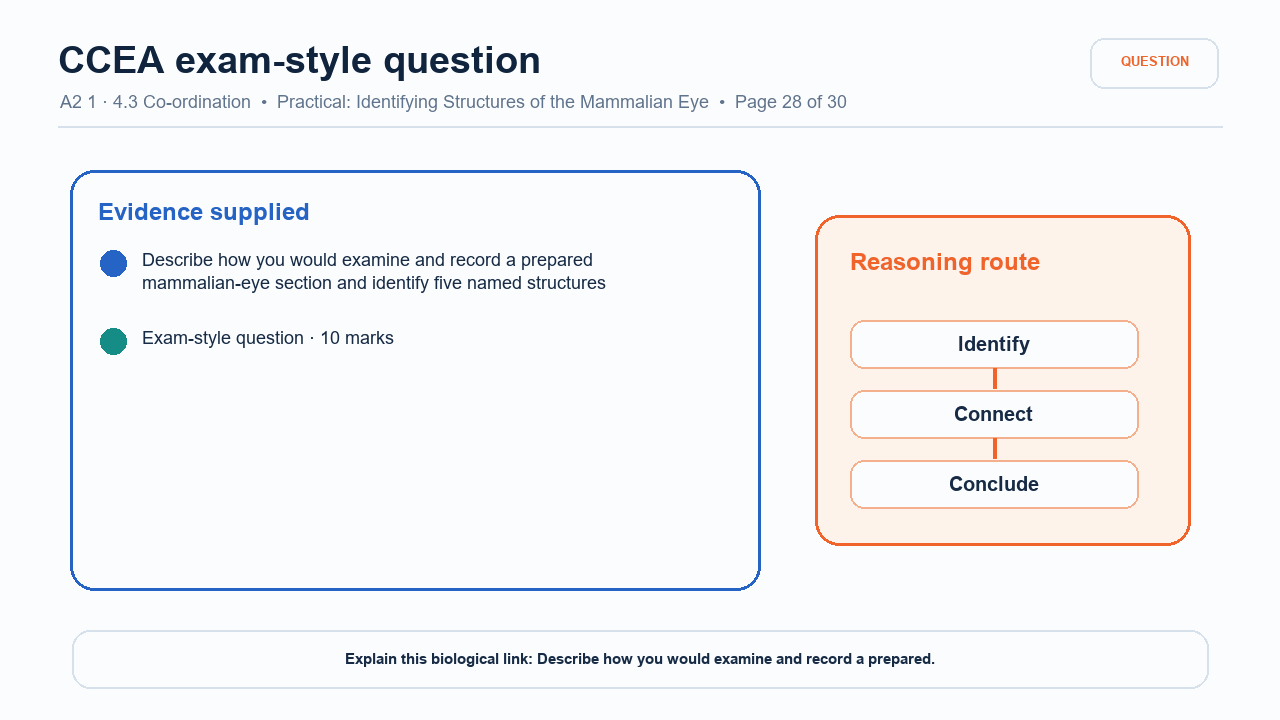 CCEA exam-style question
QUESTION
A2 1 · 4.3 Co-ordination • Practical: Identifying Structures of the Mammalian Eye • Page 28 of 30
Evidence supplied
Describe how you would examine and record a prepared
mammalian-eye section and identify five named structures
Exam-style question · 10 marks
Reasoning route
Identify
Connect
Conclude
Explain this biological link: Describe how you would examine and record a prepared.